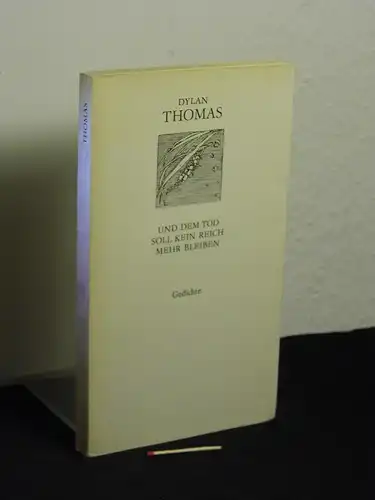 DYLAN
THOMAS
UND DEM TOD
SOLL KEIN REICH
MEHR BLEIBEN
Gedichte
THOMAS